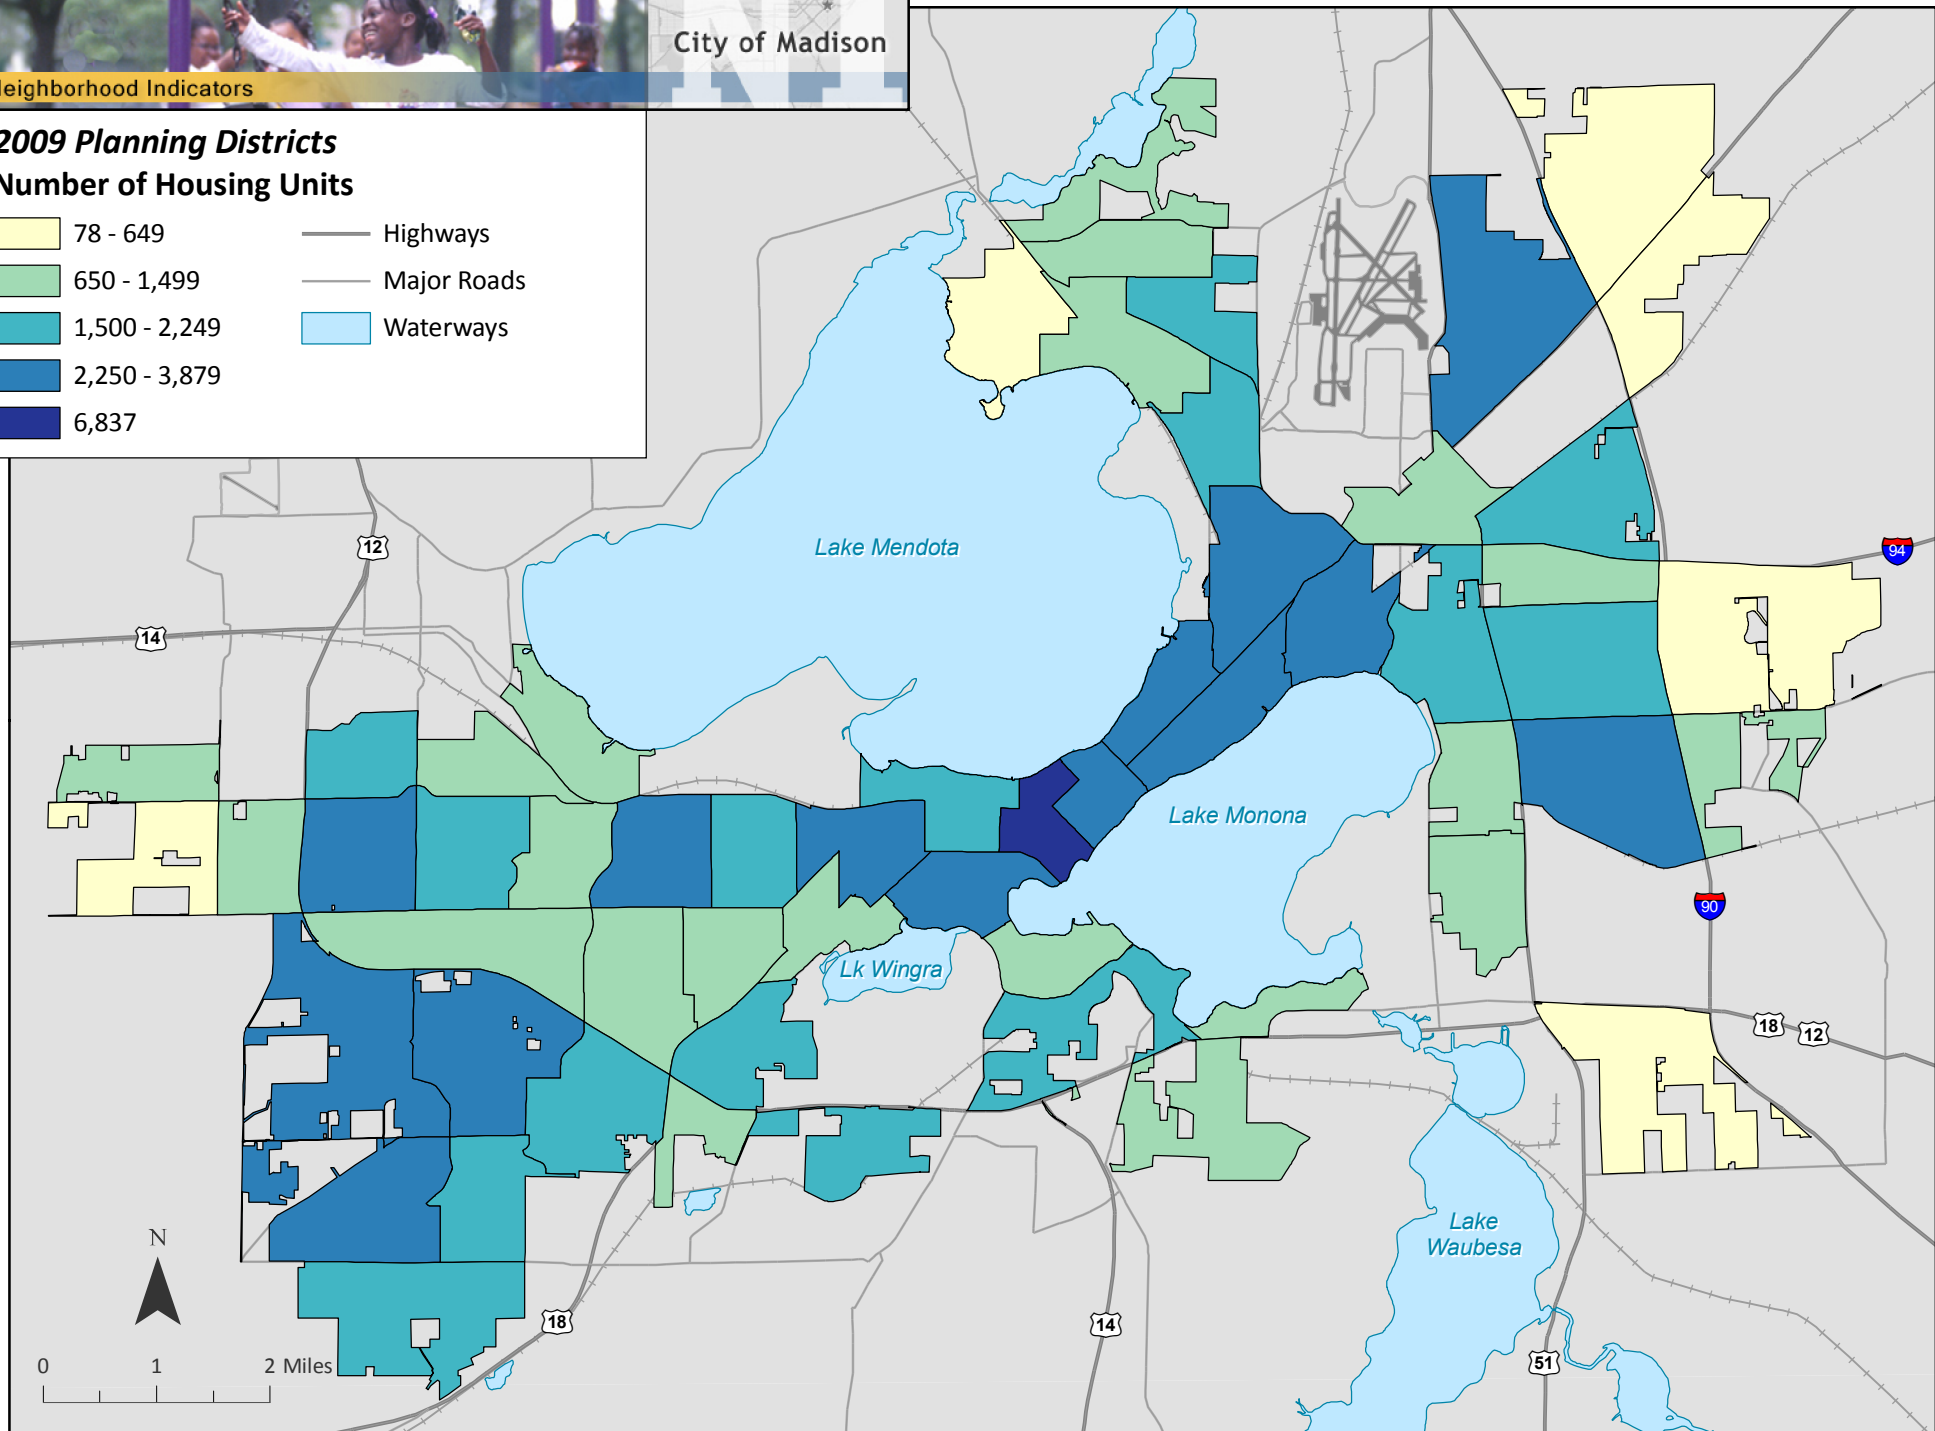 City of Madison
Neighborhood Indicators
2009 Planning Districts
Number of Housing Units
78 - 649
Highways
650 - 1,499
Major Roads
1,500 - 2,249
Waterways
2,250 - 3,879
6,837
12
Lake Mendota
94
14
Lake Monona
90
Lk Wingra
18
12
Lake
Waubesa
N
18
14
51
0 1 2 Miles